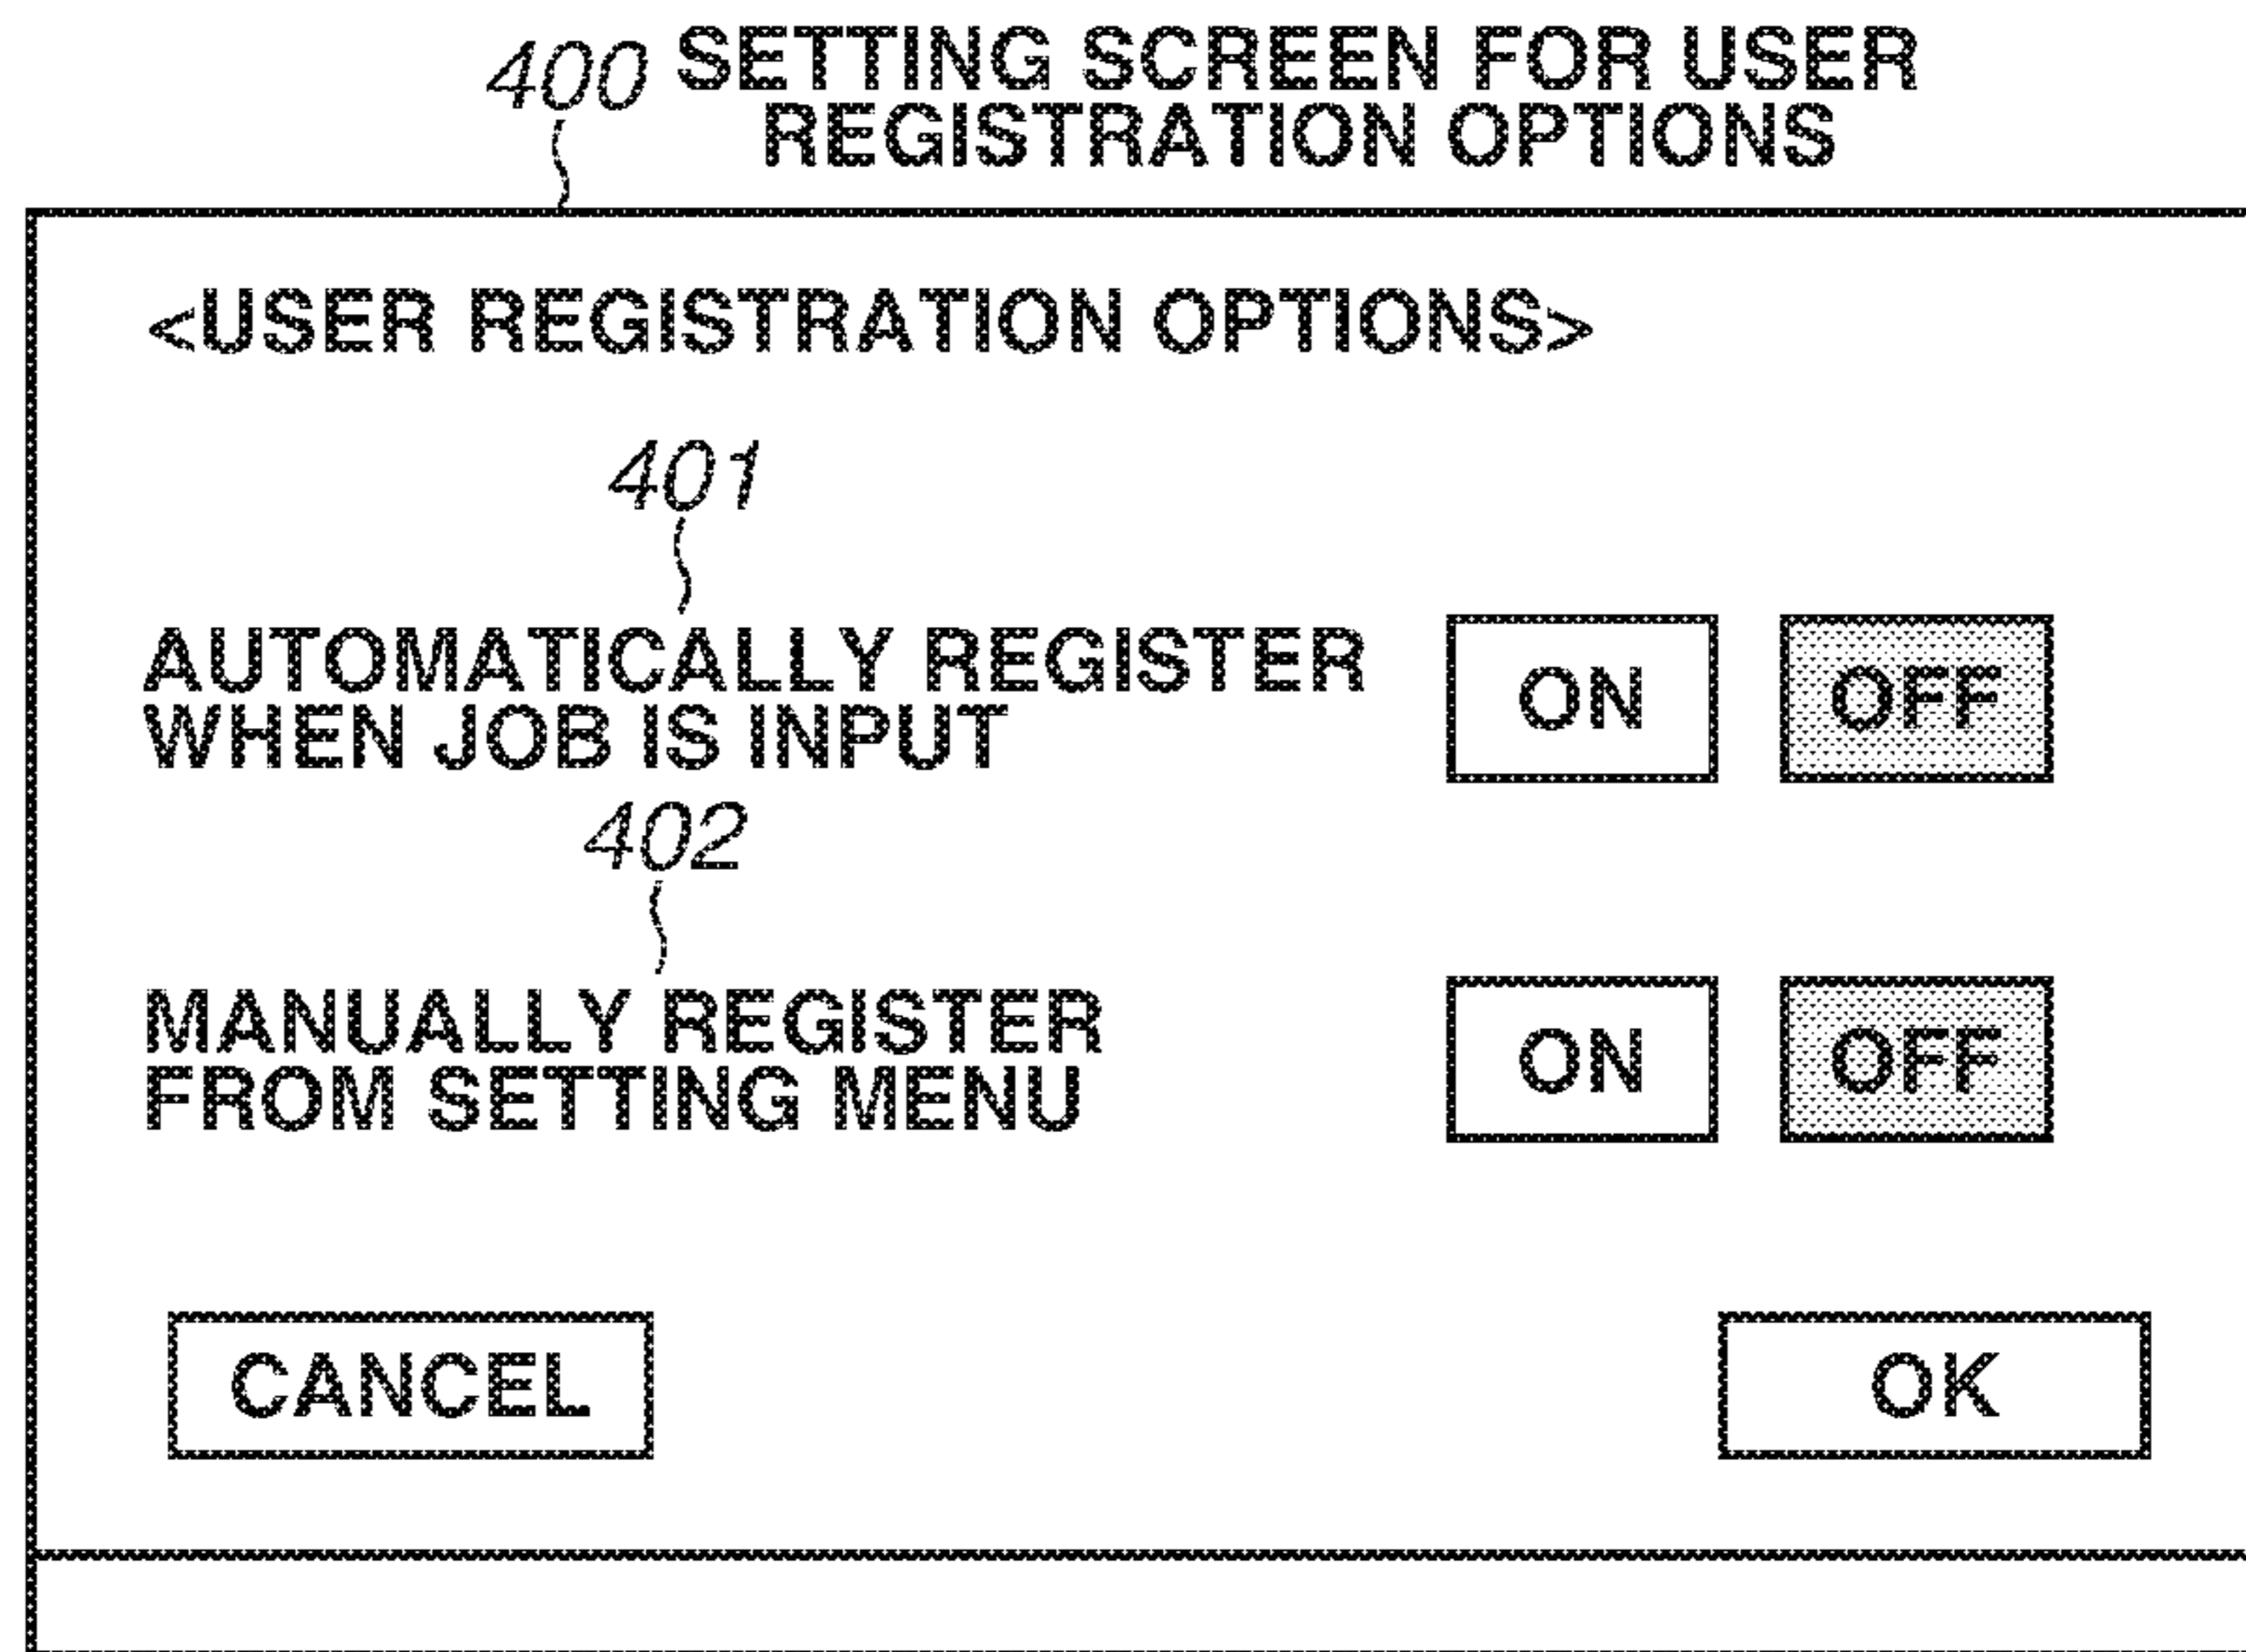 400 SETTING SCREEN FOR USER
REGISTRATION OPTIONS
<USER REGISTRATION OPTIONS>
401
AUTOMATICALLY REGISTER
WHEN JOB IS INPUT
ON OFF
402
MANUALLY REGISTER
FROM SETTING MENU
ON OFF
CANCEL OK